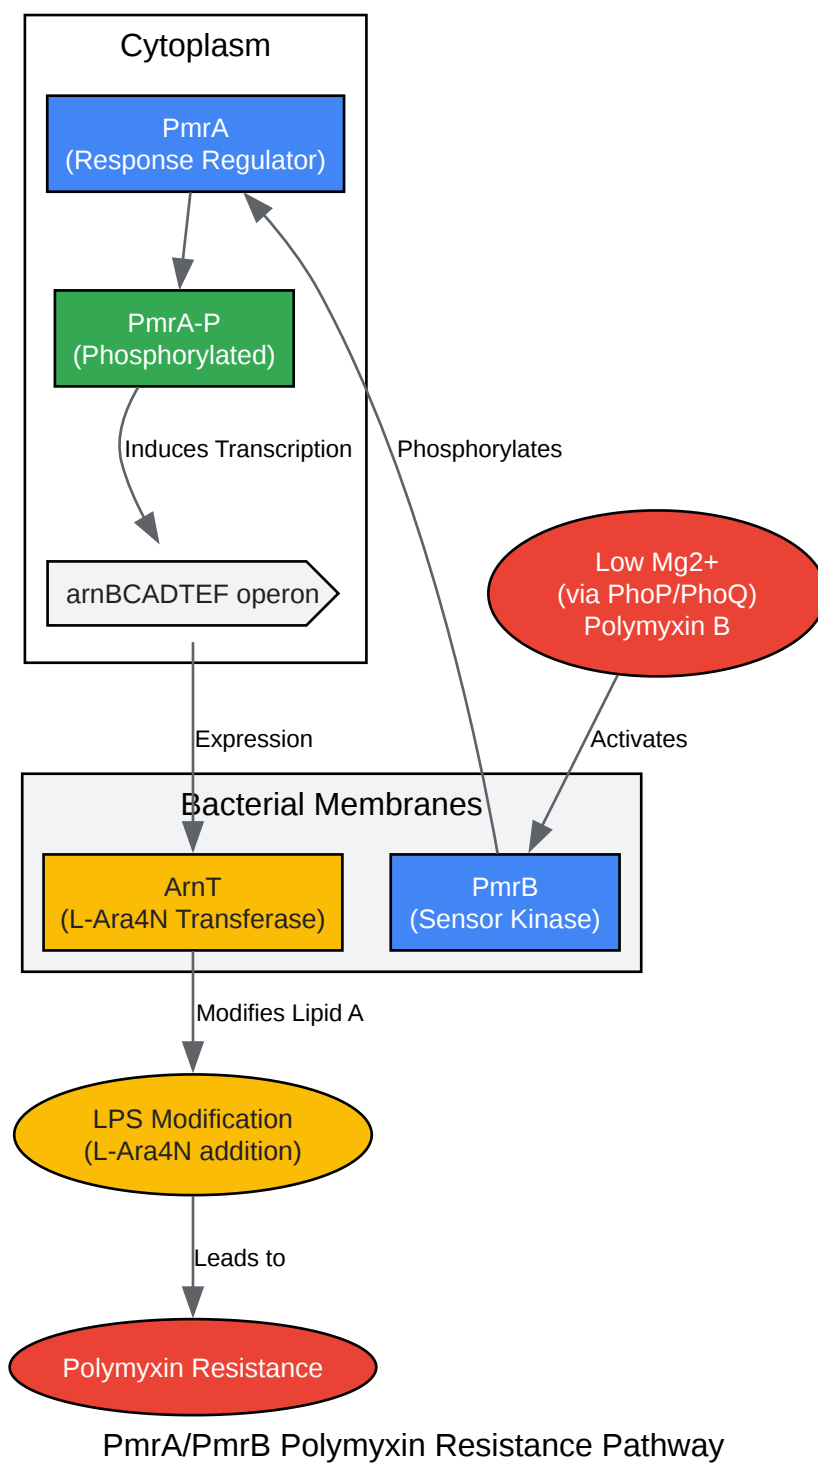 Cytoplasm
PmrA
(Response Regulator)
PmrA-P
(Phosphorylated)
Induces Transcription
Phosphorylates
arnBCADTEF operon
Low Mg2+
(via PhoP/PhoQ)
Polymyxin B
Expression
Activates
Bacterial Membranes
ArnT
(L-Ara4N Transferase)
PmrB
(Sensor Kinase)
Modifies Lipid A
LPS Modification
(L-Ara4N addition)
Leads to
Polymyxin Resistance
PmrA/PmrB Polymyxin Resistance Pathway